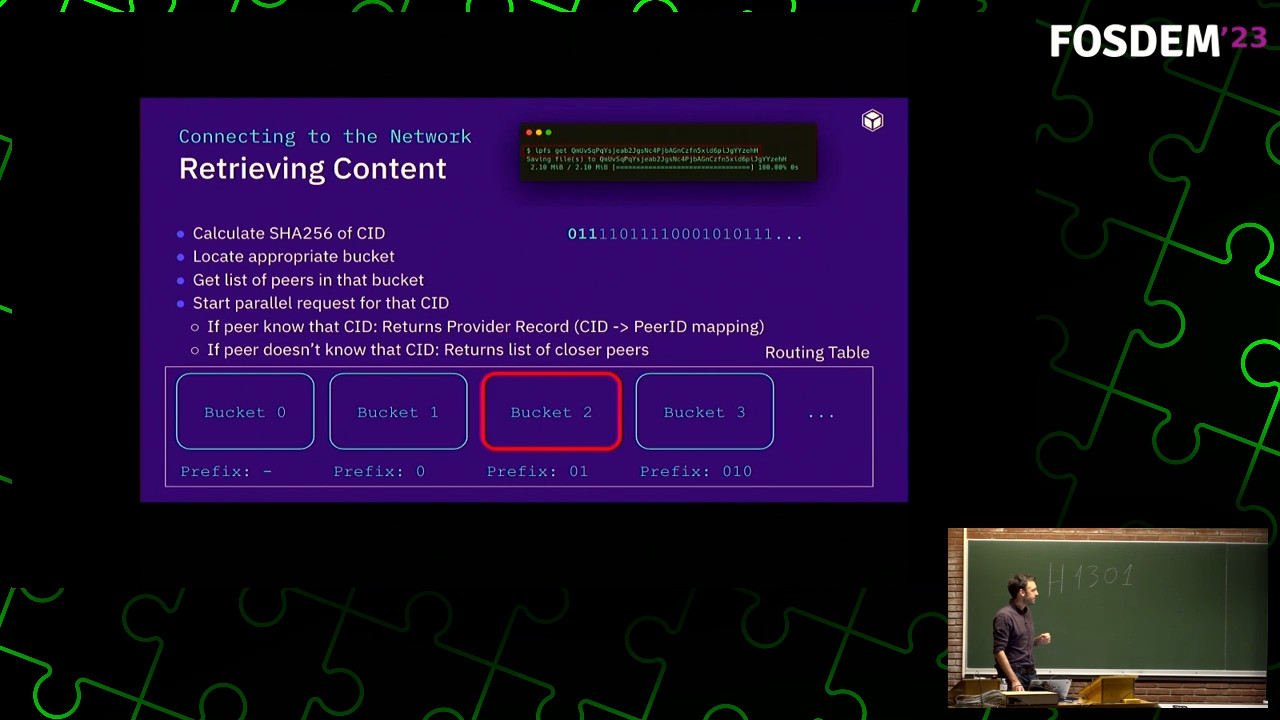 FOSDEM'23
Connecting to the Network
Retrieving Content
$ ipfs get QmUvSqPqYsjeab2JgsNc4PjbAGnCzfn5xid6piJgYYzehH
Saving file(s) to QmUvSqPqYsjeab2JgsNc4PjbAGnCzfn5xid6piJgYYzehH
2.10 MiB / 2.10 MiB [==============================] 100.00% 0s
• Calculate SHA256 of CID
011110111100010101111...
• Locate appropriate bucket
• Get list of peers in that bucket
• Start parallel request for that CID
○ If peer know that CID: Returns Provider Record (CID -> PeerID mapping)
○ If peer doesn't know that CID: Returns list of closer peers
Routing Table
Bucket 0 Bucket 1 Bucket 2 Bucket 3 ...
Prefix: - Prefix: 0 Prefix: 01 Prefix: 010
H1301